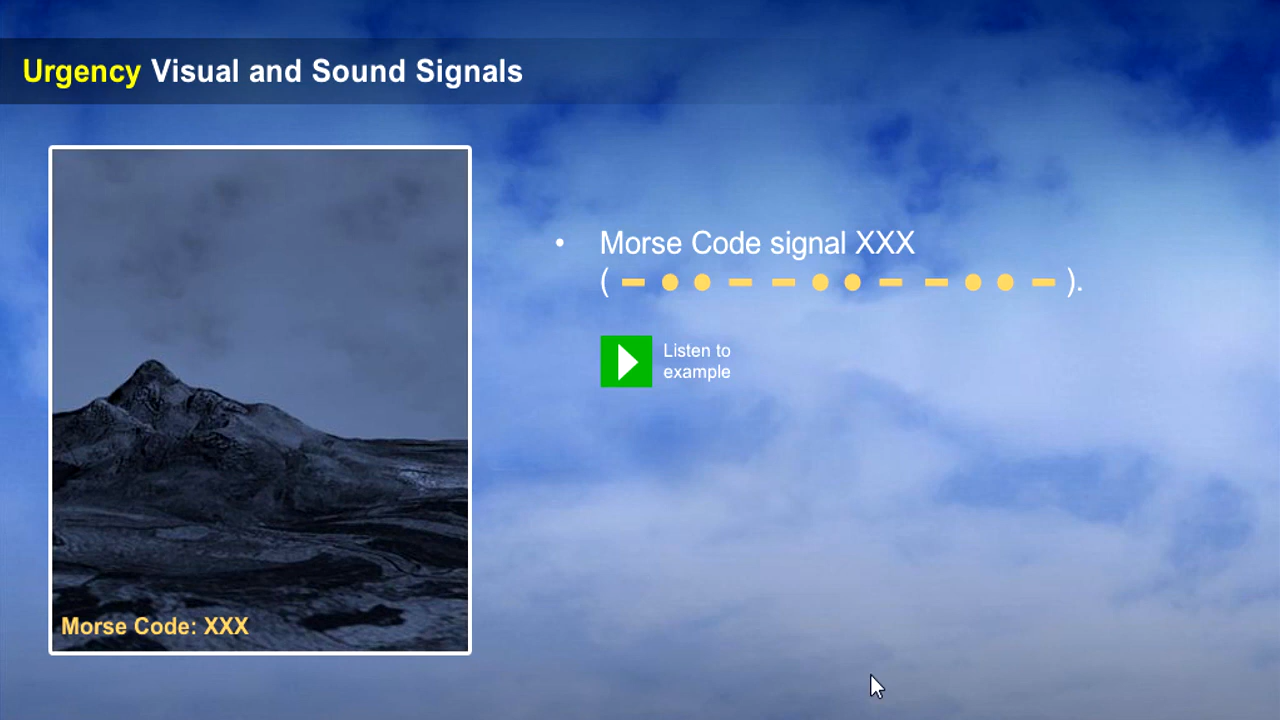 Urgency Visual and Sound Signals
• Morse Code signal XXX
( – ● ● – – ● ● – – ● ● – ).
Listen to
example
Morse Code: XXX